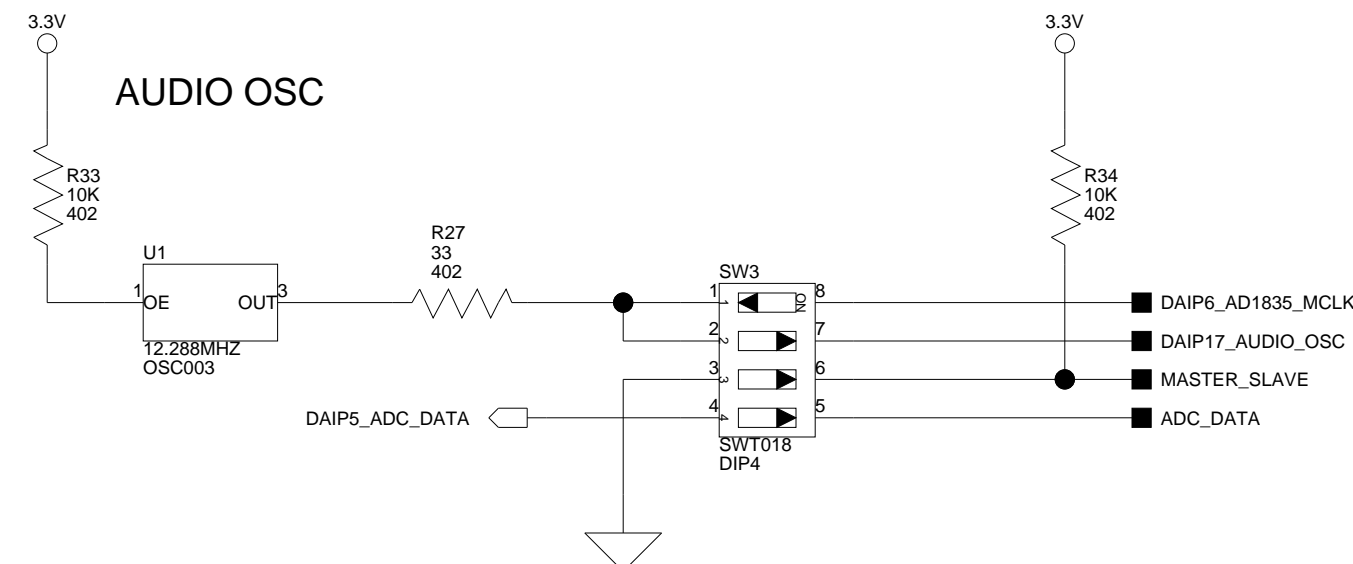 3.3V
3.3V
AUDIO OSC
R33
10K
402
R34
10K
402
R27
33
402
U1
1
OE
OUT
3
12.288MHZ
OSC003
SW3
1
1
ON
8
DAIP6_AD1835_MCLK
2
2
7
DAIP17_AUDIO_OSC
3
3
6
MASTER_SLAVE
DAIP5_ADC_DATA
4
4
5
ADC_DATA
SWT018
DIP4